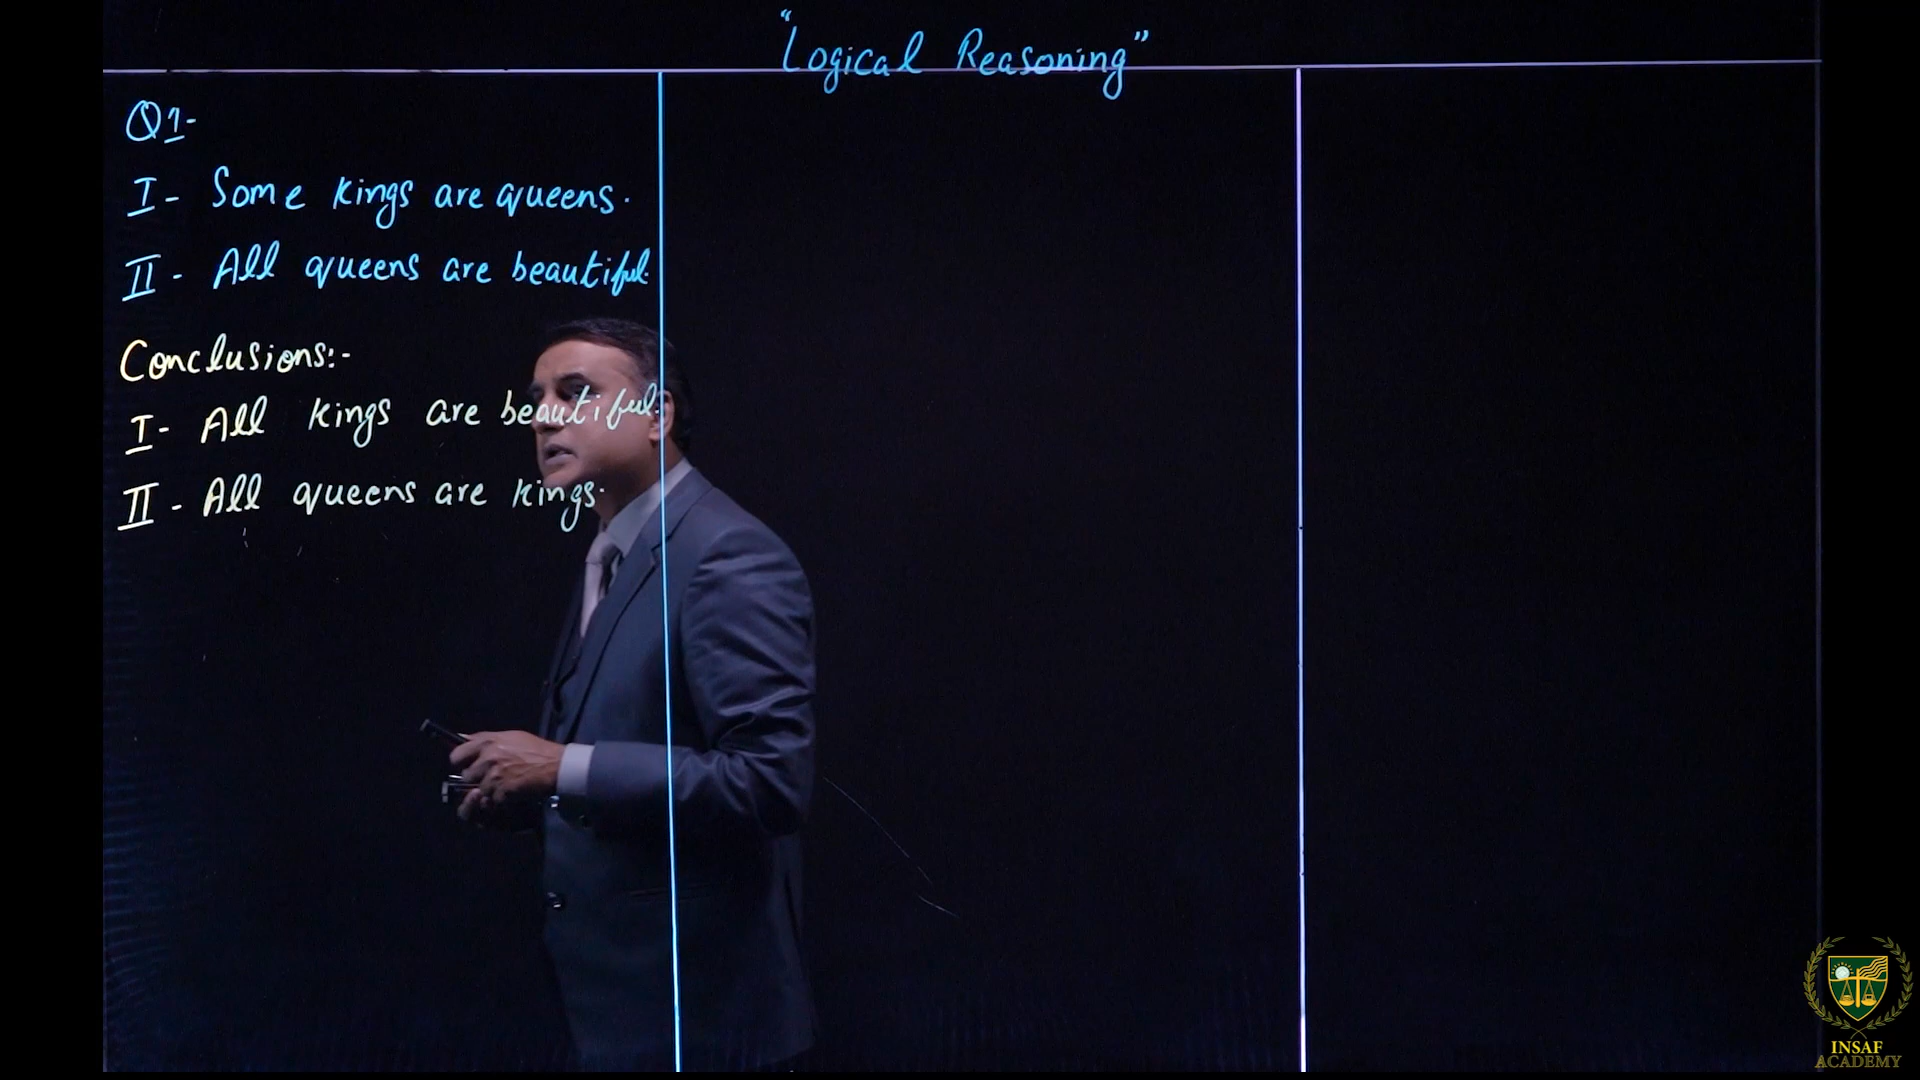 "Logical Reasoning"
Q1-
I- Some kings are queens.
II- All queens are beautiful.
Conclusions:-
I- All kings are beautiful.
II- All queens are kings.
INSAF
ACADEMY